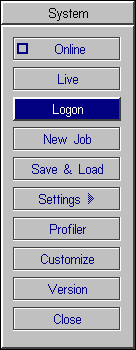 System
Online
Live
Logon
New Job
Save & Load
Settings
Profiler
Customize
Version
Close